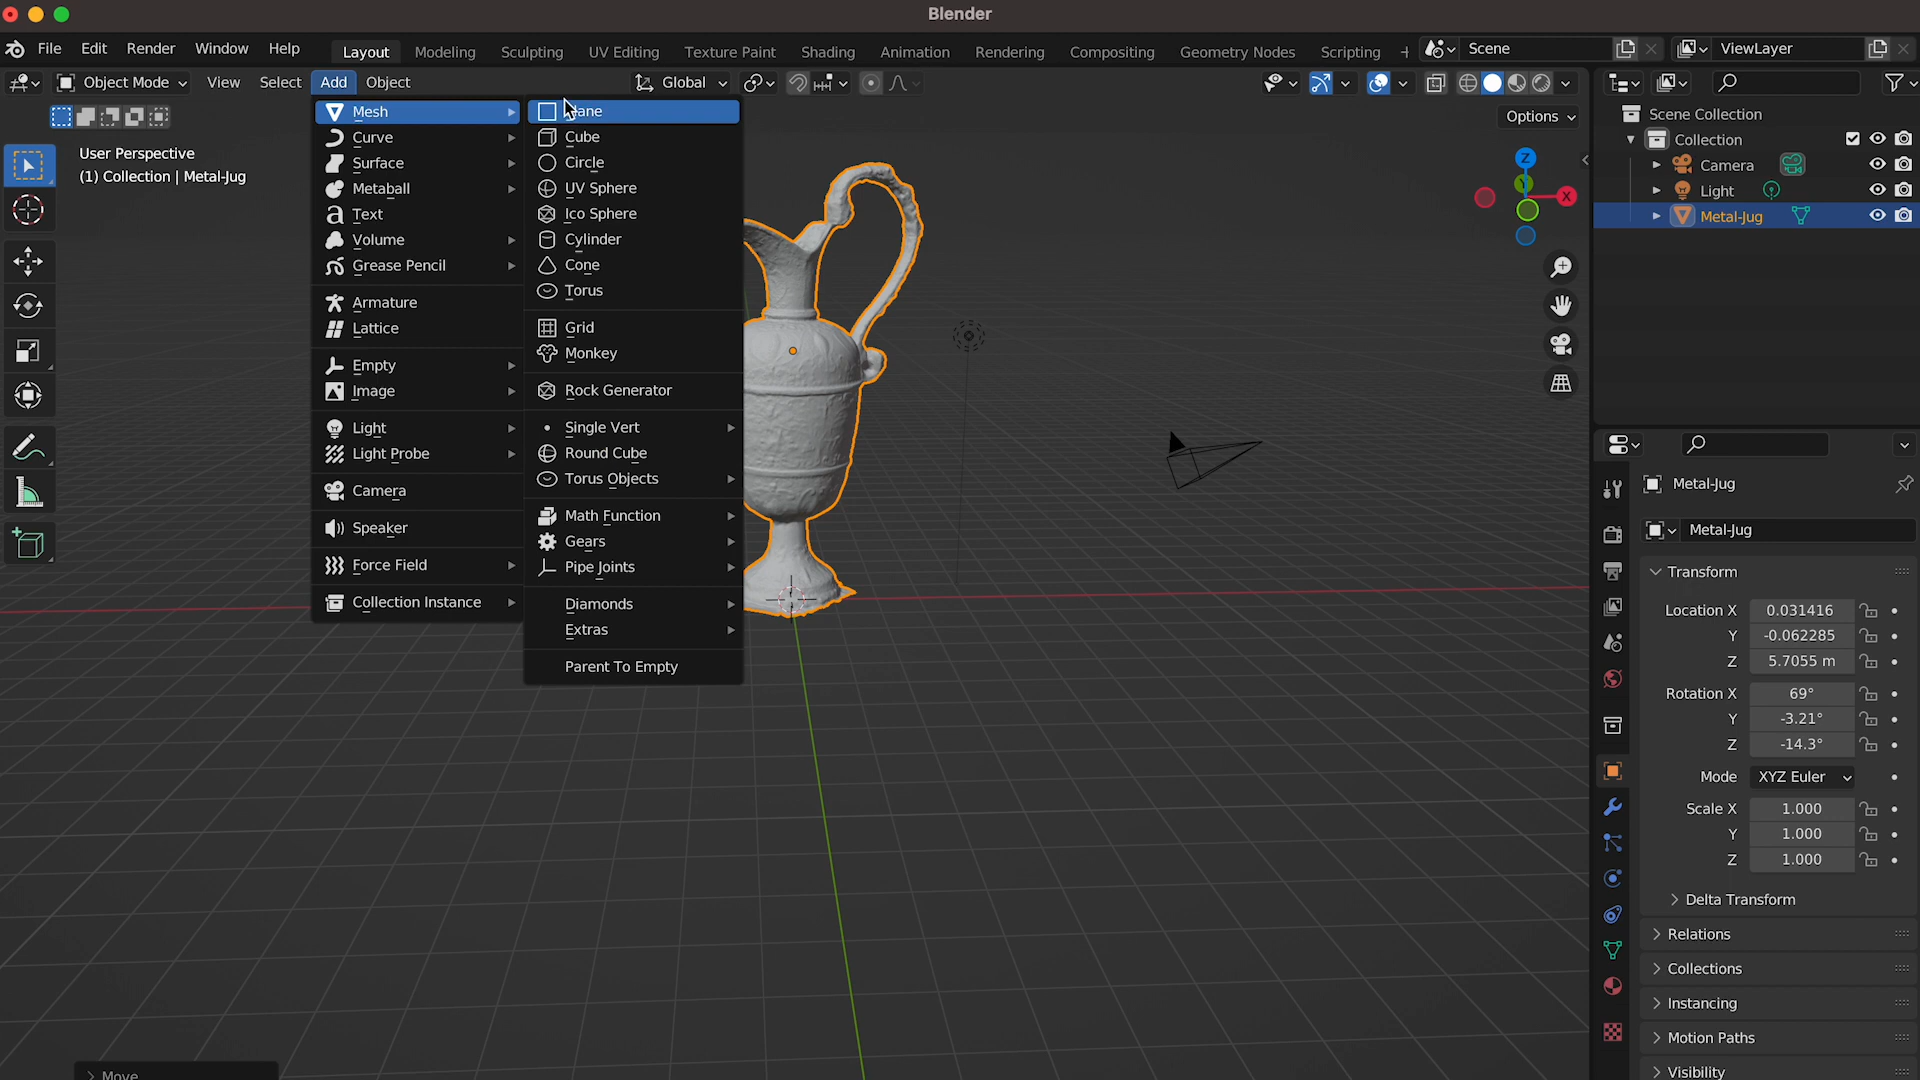 Blender
File Edit Render Window Help
Layout Modeling Sculpting UV Editing Texture Paint Shading Animation Rendering Compositing Geometry Nodes Scripting
Scene
ViewLayer
Object Mode View Select Add Object
Global
Options
User Perspective
(1) Collection | Metal-Jug
Mesh
Curve
Surface
Metaball
Text
Volume
Grease Pencil
Armature
Lattice
Empty
Image
Light
Light Probe
Camera
Speaker
Force Field
Collection Instance
Cube
Circle
UV Sphere
Ico Sphere
Cylinder
Cone
Torus
Grid
Monkey
Rock Generator
Single Vert
Round Cube
Torus Objects
Math Function
Gears
Pipe Joints
Diamonds
Extras
Parent To Empty
Z
Y
X
Scene Collection
Collection
Camera
Light
Metal-Jug
Metal-Jug
Metal-Jug
Transform
Location X 0.031416
Y -0.062285
Z 5.7055 m
Rotation X 69°
Y -3.21°
Z -14.3°
Mode XYZ Euler
Scale X 1.000
Y 1.000
Z 1.000
Delta Transform
Relations
Collections
Instancing
Motion Paths
Visibility
Move